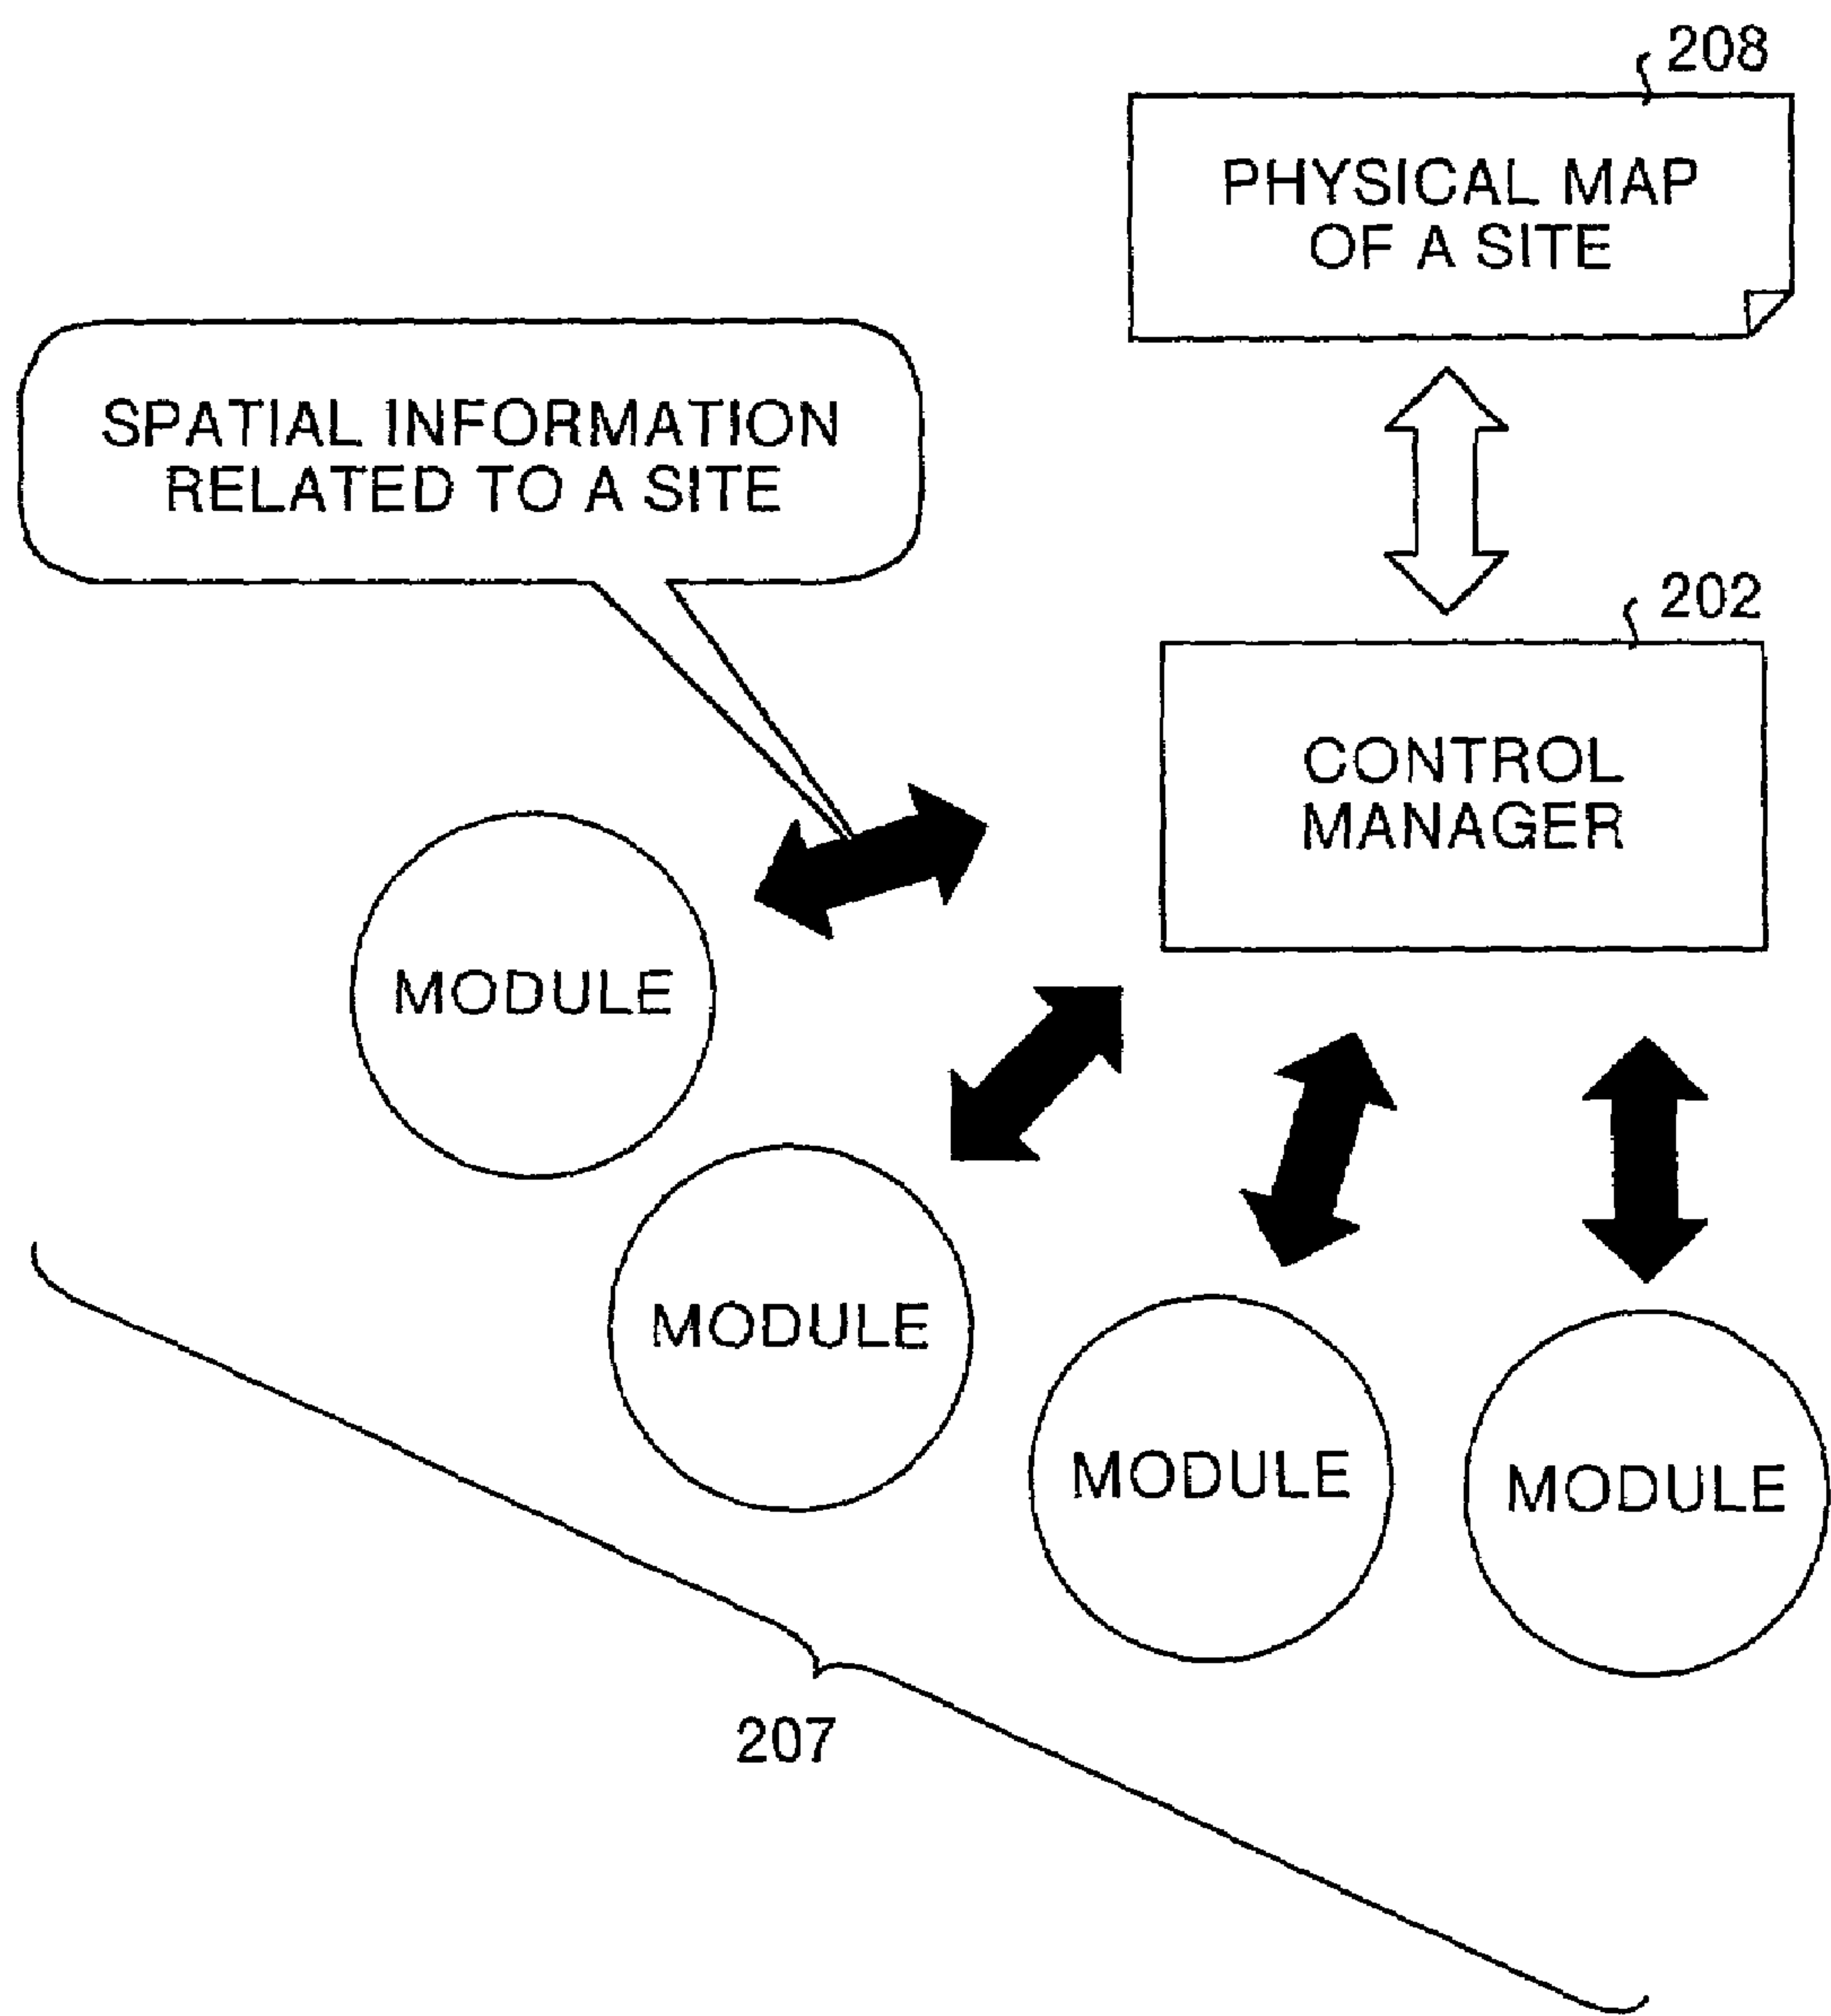 208
PHYSICAL MAP
OF A SITE
SPATIAL INFORMATION
RELATED TO A SITE
202
CONTROL
MANAGER
MODULE
MODULE
MODULE
MODULE
207